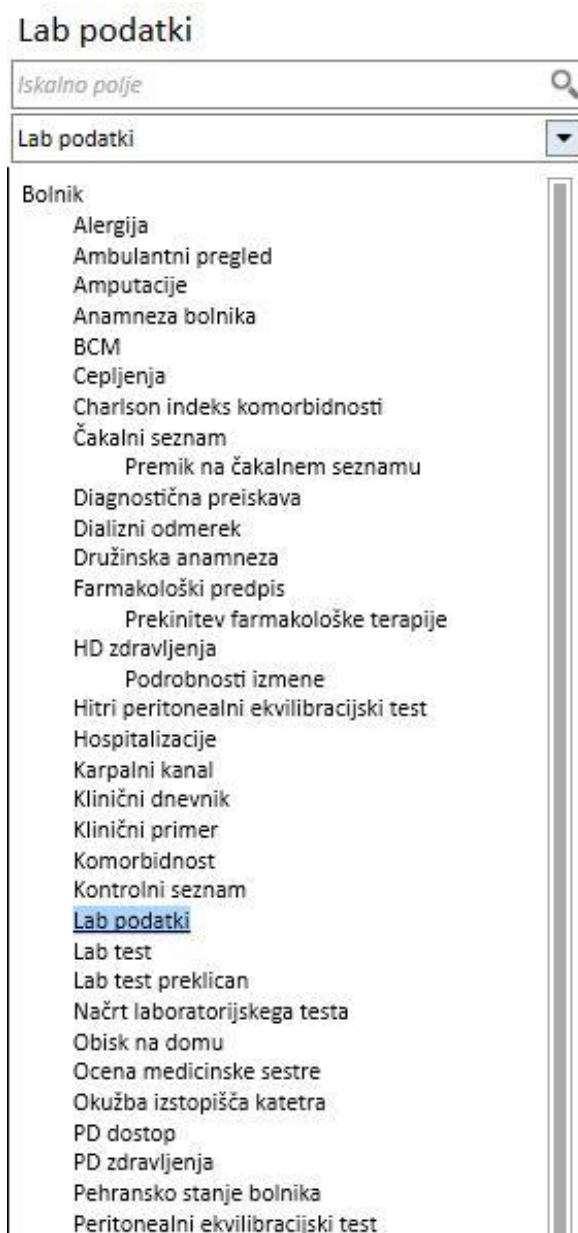 Lab podatki
Iskalno polje
Lab podatki
Bolnik
Alergija
Ambulantni pregled
Amputacije
Anamneza bolnika
BCM
Cepljenja
Charlson indeks komorbidnosti
Čakalni seznam
Premik na čakalnem seznamu
Diagnostična preiskava
Dializni odmerek
Družinska anamneza
Farmakološki predpis
Prekinitev farmakološke terapije
HD zdravljenja
Podrobnosti izmene
Hitri peritonealni ekvilibracijski test
Hospitalizacije
Karpalni kanal
Klinični dnevnik
Klinični primer
Komorbidnost
Kontrolni seznam
Lab podatki
Lab test
Lab test preklican
Načrt laboratorijskega testa
Obisk na domu
Ocena medicinske sestre
Okužba izstopišča katetra
PD dostop
PD zdravljenja
Pehransko stanje bolnika
Peritonealni ekvilibracijski test